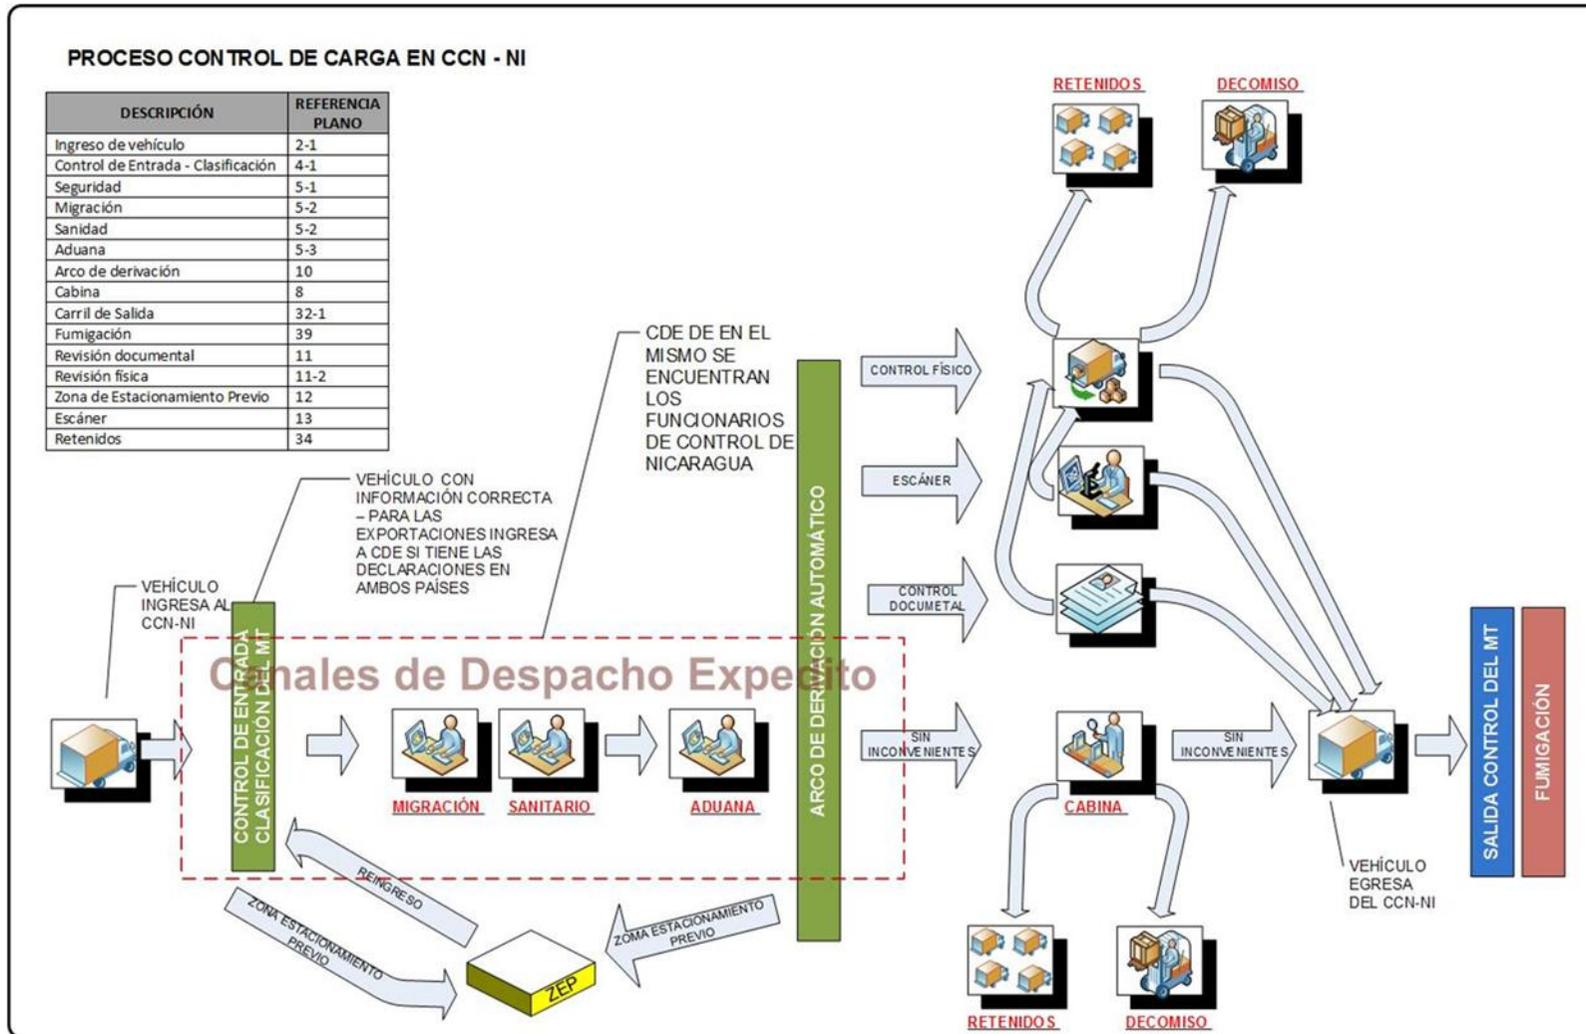 PROCESO CONTROL DE CARGA EN CCN - NI
DESCRIPCIÓN REFERENCIA PLANO
Ingreso de vehículo 2-1
Control de Entrada - Clasificación 4-1
Seguridad 5-1
Migración 5-2
Sanidad 5-2
Aduana 5-3
Arco de derivación 10
Cabina 8
Carril de Salida 32-1
Fumigación 39
Revisión documental 11
Revisión física 11-2
Zona de Estacionamiento Previo 12
Escáner 13
Retenidos 34
RETENIDOS
DECOMISO
CDE DE EN EL
MISMO SE
ENCUENTRAN
LOS
FUNCIONARIOS
DE CONTROL DE
NICARAGUA
VEHÍCULO CON
INFORMACIÓN CORRECTA
– PARA LAS
EXPORTACIONES INGRESA
A CDE SI TIENE LAS
DECLARACIONES EN
AMBOS PAÍSES
VEHÍCULO
INGRESA AL
CCN-NI
CONTROL DE ENTRADA
CLASIFICACIÓN DEL MT
Canales de Despacho Expedito
MIGRACIÓN
SANITARIO
ADUANA
ARCO DE DERIVACIÓN AUTOMÁTICO
CONTROL FÍSICO
ESCÁNER
CONTROL
DOCUMETAL
SIN
INCONVENIENTES
CABINA
SIN
INCONVENIENTES
VEHÍCULO
EGRESA
DEL CCN-NI
SALIDA CONTROL DEL MT
FUMIGACIÓN
REINGRESO
ZONA ESTACIONAMIENTO
PREVIO
ZOMA ESTACIONAMIENTO
PREVIO
ZEP
RETENIDOS
DECOMISO